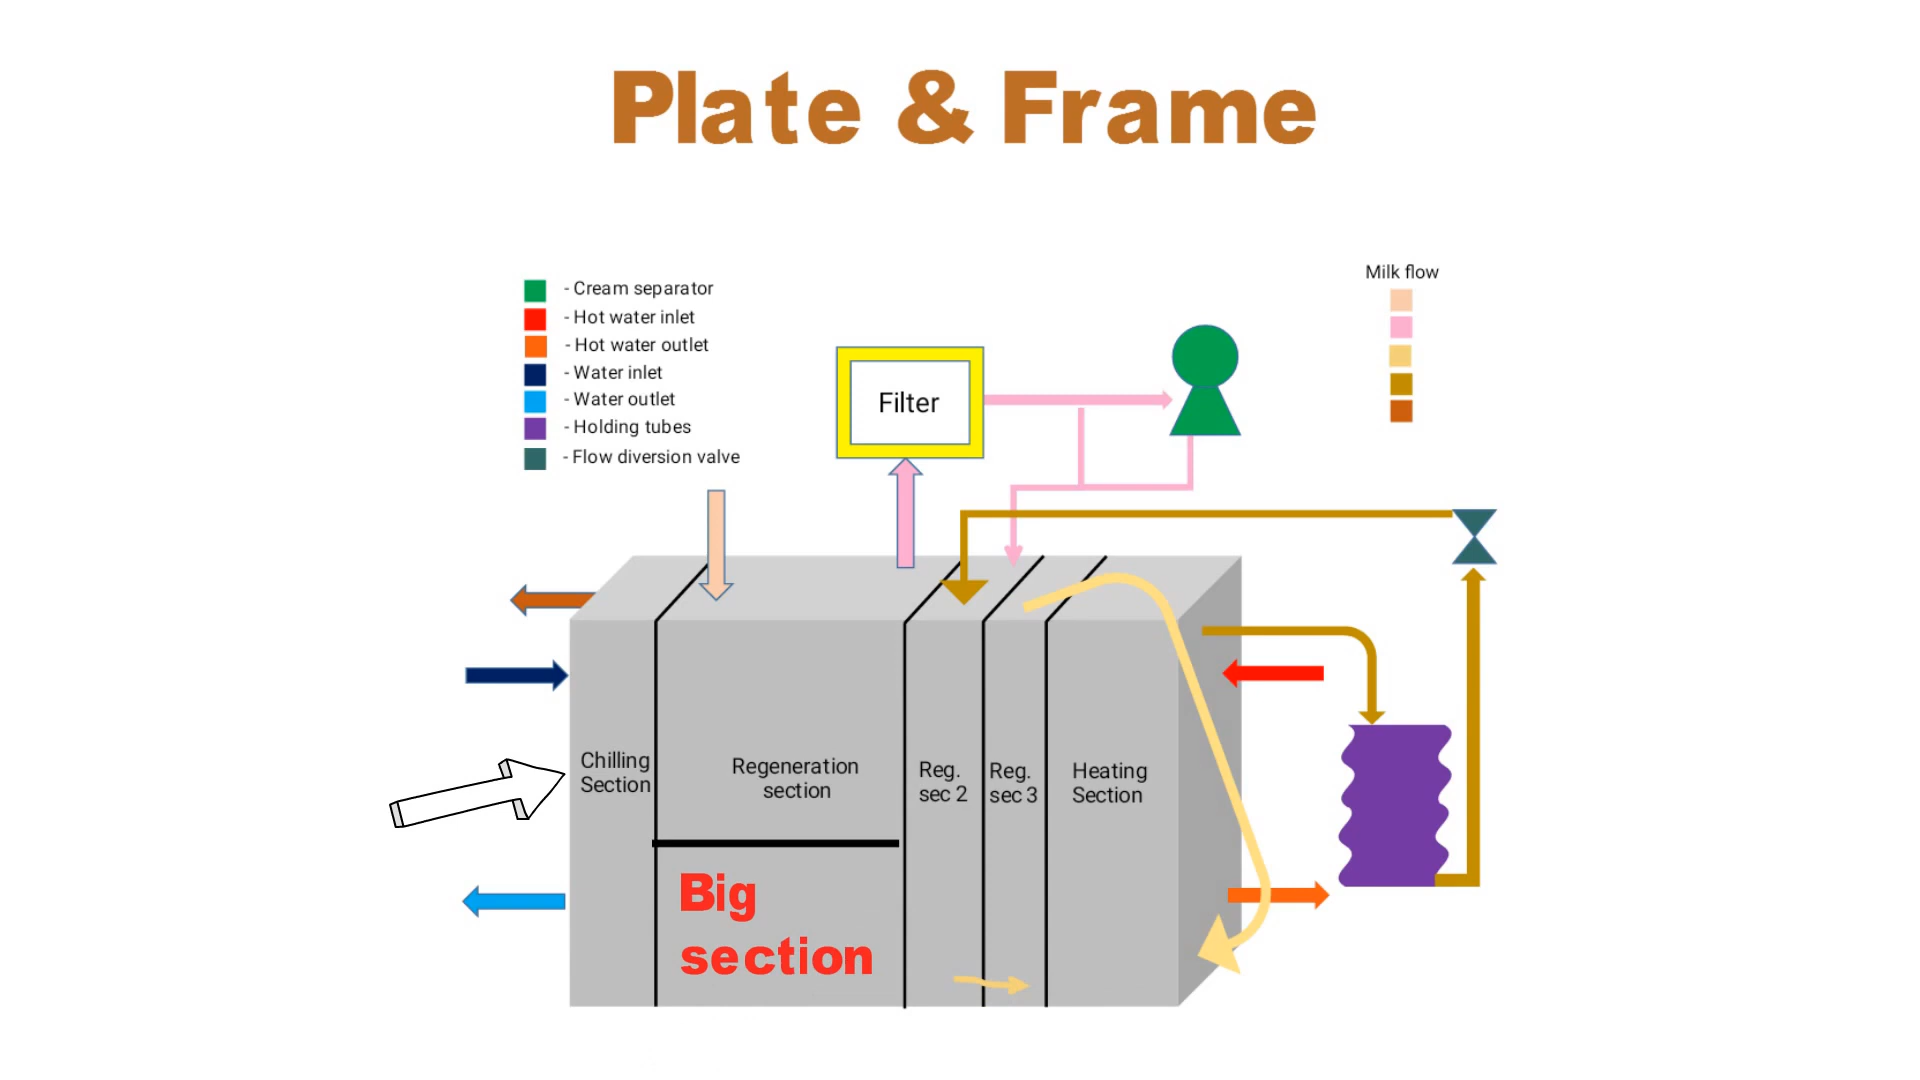 Plate & Frame
- Cream separator
- Hot water inlet
- Hot water outlet
- Water inlet
- Water outlet
- Holding tubes
- Flow diversion valve
Milk flow
Filter
Chilling
Section
Regeneration
section
Reg.
sec 2
Reg.
sec 3
Heating
Section
Big
section